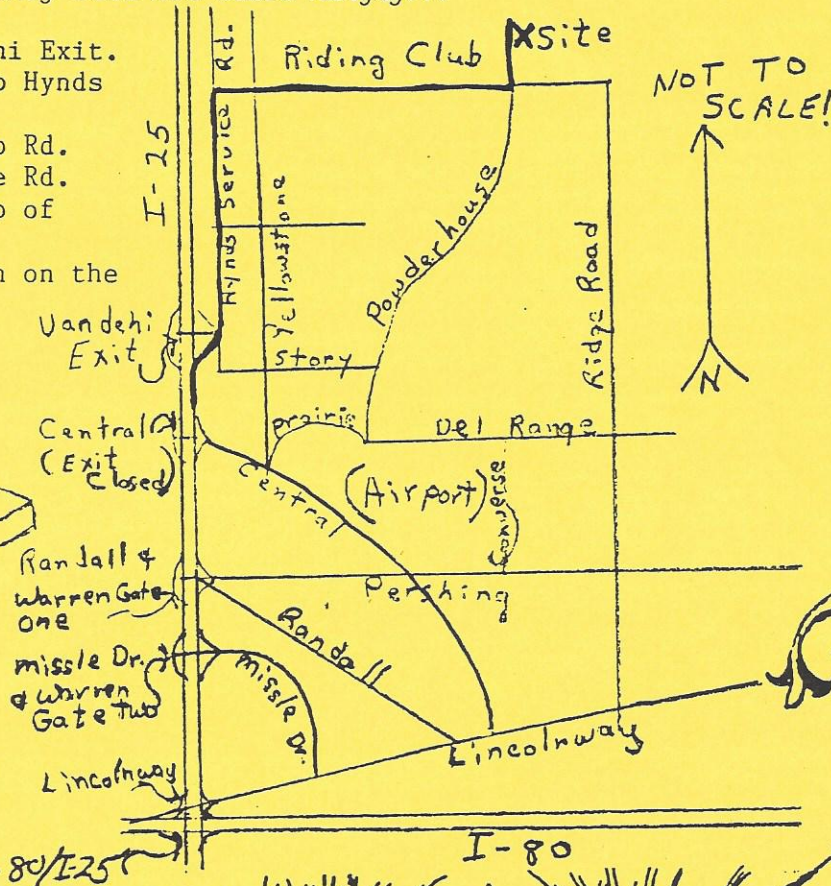 ni Exit.
o Hynds
o Rd.
e Rd.
o of
n on the
I-25
Rd.
Riding Club
XSite
NOT TO
SCALE!
Hynds Service
Yellowstone
Powderhouse
Ridge Road
N
Vandehi
Exit
Story
Prairie
Del Range
Central
(Exit
Closed)
Central
(Airport)
Converse
Randall &
Warren Gate
one
Pershing
Randall
missle Dr.
& Warren
Gate two
missle Dr.
Lincolnway
Lincolnway
I-80
80/I-25